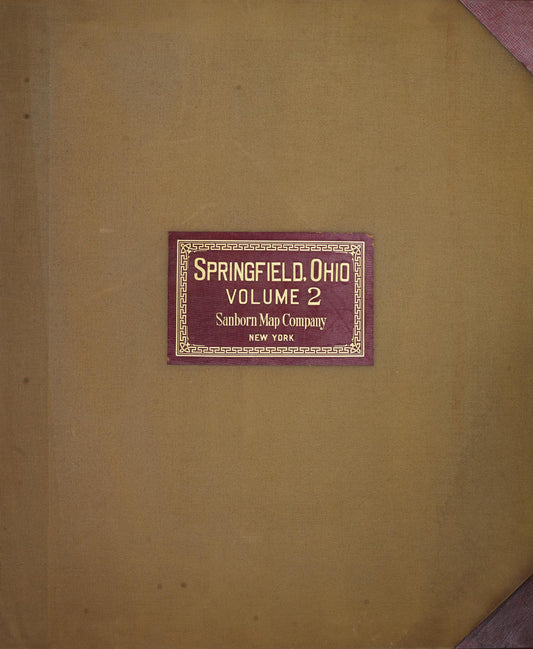 SPRINGFIELD, OHIO
VOLUME 2
Sanborn Map Company
NEW YORK